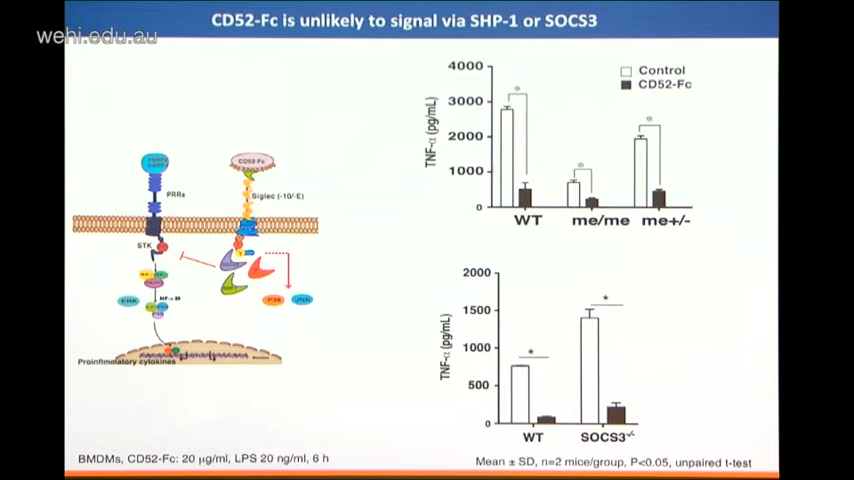 CD52-Fc is unlikely to signal via SHP-1 or SOCS3
wehi.edu.au
CD52-Fc
PRRs
Siglec (-10/-E)
STK
ERK
NF-κB
P38
JNK
Proinflammatory cytokines
BMDMs, CD52-Fc: 20 μg/ml, LPS 20 ng/ml, 6 h
4000
3000
2000
1000
0
TNF-α (pg/mL)
Control
CD52-Fc
*
*
*
WT
me/me
me+/-
2000
1500
1000
500
0
TNF-α (pg/mL)
*
*
WT
SOCS3-/-
Mean ± SD, n=2 mice/group, P<0.05, unpaired t-test